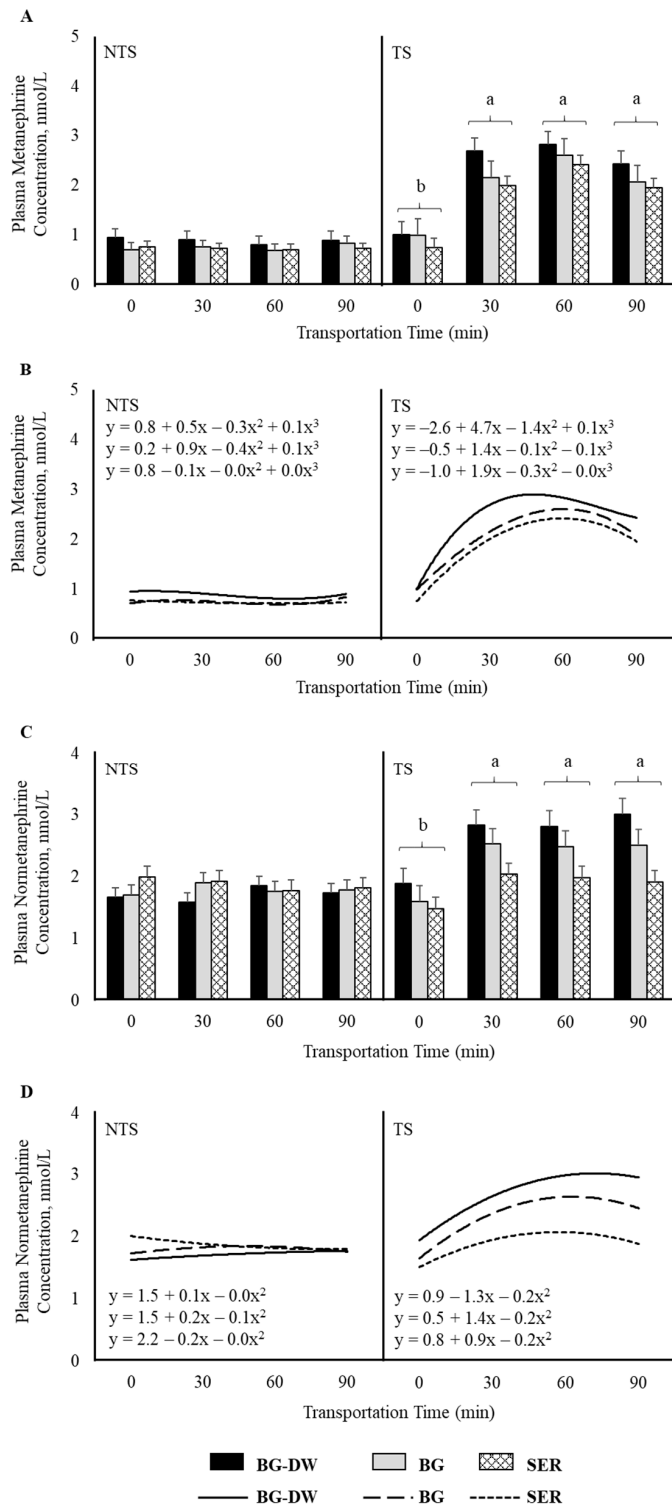 A
Plasma Metanephrine
Concentration, nmol/L
5
4
3
2
1
0
NTS
TS
b
a
a
a
0 30 60 90 0 30 60 90
Transportation Time (min)
B
Plasma Metanephrine
Concentration, nmol/L
5
4
3
2
1
0
NTS
y = 0.8 + 0.5x – 0.3x² + 0.1x³
y = 0.2 + 0.9x – 0.4x² + 0.1x³
y = 0.8 – 0.1x – 0.0x² + 0.0x³
TS
y = –2.6 + 4.7x – 1.4x² + 0.1x³
y = –0.5 + 1.4x – 0.1x² – 0.1x³
y = –1.0 + 1.9x – 0.3x² – 0.0x³
0 30 60 90 0 30 60 90
Transportation Time (min)
C
Plasma Normetanephrine
Concentration, nmol/L
4
3
2
1
0
NTS
TS
b
a
a
a
0 30 60 90 0 30 60 90
Transportation Time (min)
D
Plasma Normetanephrine
Concentration, nmol/L
4
3
2
1
0
NTS
y = 1.5 + 0.1x – 0.0x²
y = 1.5 + 0.2x – 0.1x²
y = 2.2 – 0.2x – 0.0x²
TS
y = 0.9 – 1.3x – 0.2x²
y = 0.5 + 1.4x – 0.2x²
y = 0.8 + 0.9x – 0.2x²
0 30 60 90 0 30 60 90
Transportation Time (min)
BG-DW BG SER
BG-DW BG SER